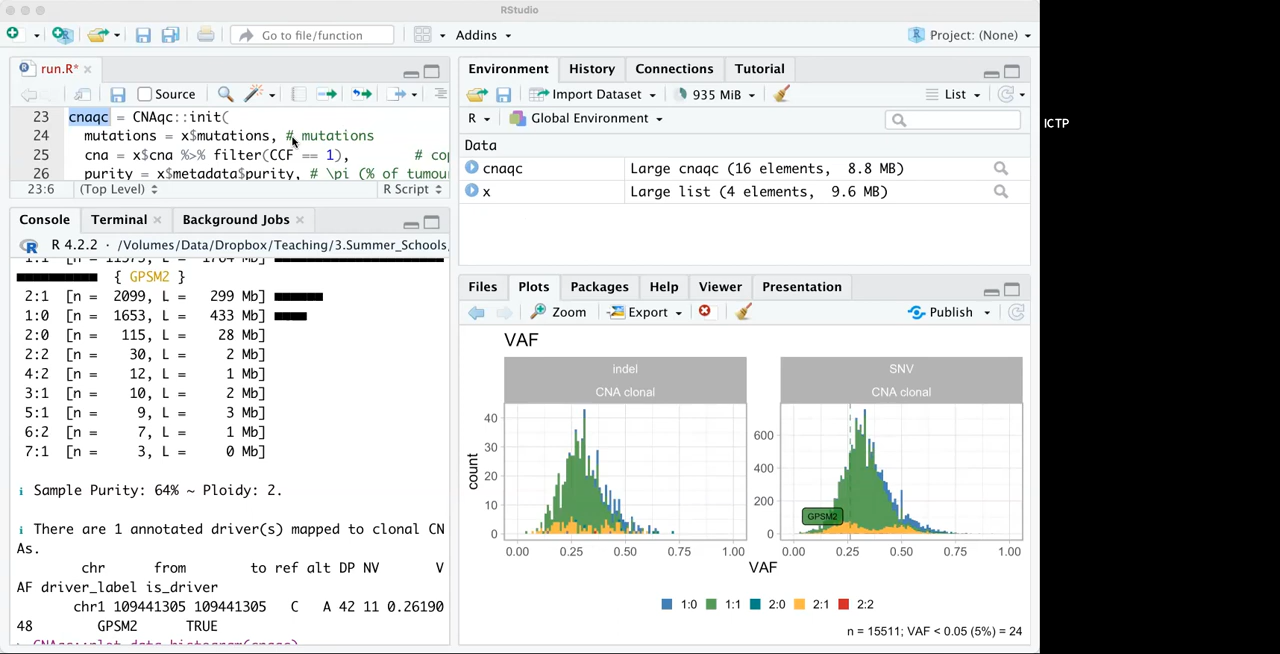 RStudio
Go to file/function
Addins
Project: (None)
run.R*
Source
23 cnaqc = CNAqc::init(
24 mutations = x$mutations, # mutations
25 cna = x$cna %>% filter(CCF == 1), # co
26 purity = x$metadata$purity, # \pi (% of tumou
23:6 (Top Level) R Script
Console Terminal Background Jobs
R 4.2.2 · /Volumes/Data/Dropbox/Teaching/3.Summer_Schools/
{ GPSM2 }
2:1 [n = 2099, L = 299 Mb]
1:0 [n = 1653, L = 433 Mb]
2:0 [n = 115, L = 28 Mb]
2:2 [n = 30, L = 2 Mb]
4:2 [n = 12, L = 1 Mb]
3:1 [n = 10, L = 2 Mb]
5:1 [n = 9, L = 3 Mb]
6:2 [n = 7, L = 1 Mb]
7:1 [n = 3, L = 0 Mb]
i Sample Purity: 64% ~ Ploidy: 2.
i There are 1 annotated driver(s) mapped to clonal CN
As.
chr from to ref alt DP NV V
AF driver_label is_driver
chr1 109441305 109441305 C A 42 11 0.26190
48 GPSM2 TRUE
Environment History Connections Tutorial
Import Dataset 935 MiB List
R Global Environment
Data
cnaqc Large cnaqc (16 elements, 8.8 MB)
x Large list (4 elements, 9.6 MB)
Files Plots Packages Help Viewer Presentation
Zoom Export Publish
VAF
indel SNV
CNA clonal CNA clonal
count
40
30
20
10
0
600
400
200
0
GPSM2
0.00 0.25 0.50 0.75 1.00 0.00 0.25 0.50 0.75 1.00
VAF
1:0 1:1 2:0 2:1 2:2
n = 15511; VAF < 0.05 (5%) = 24
ICTP